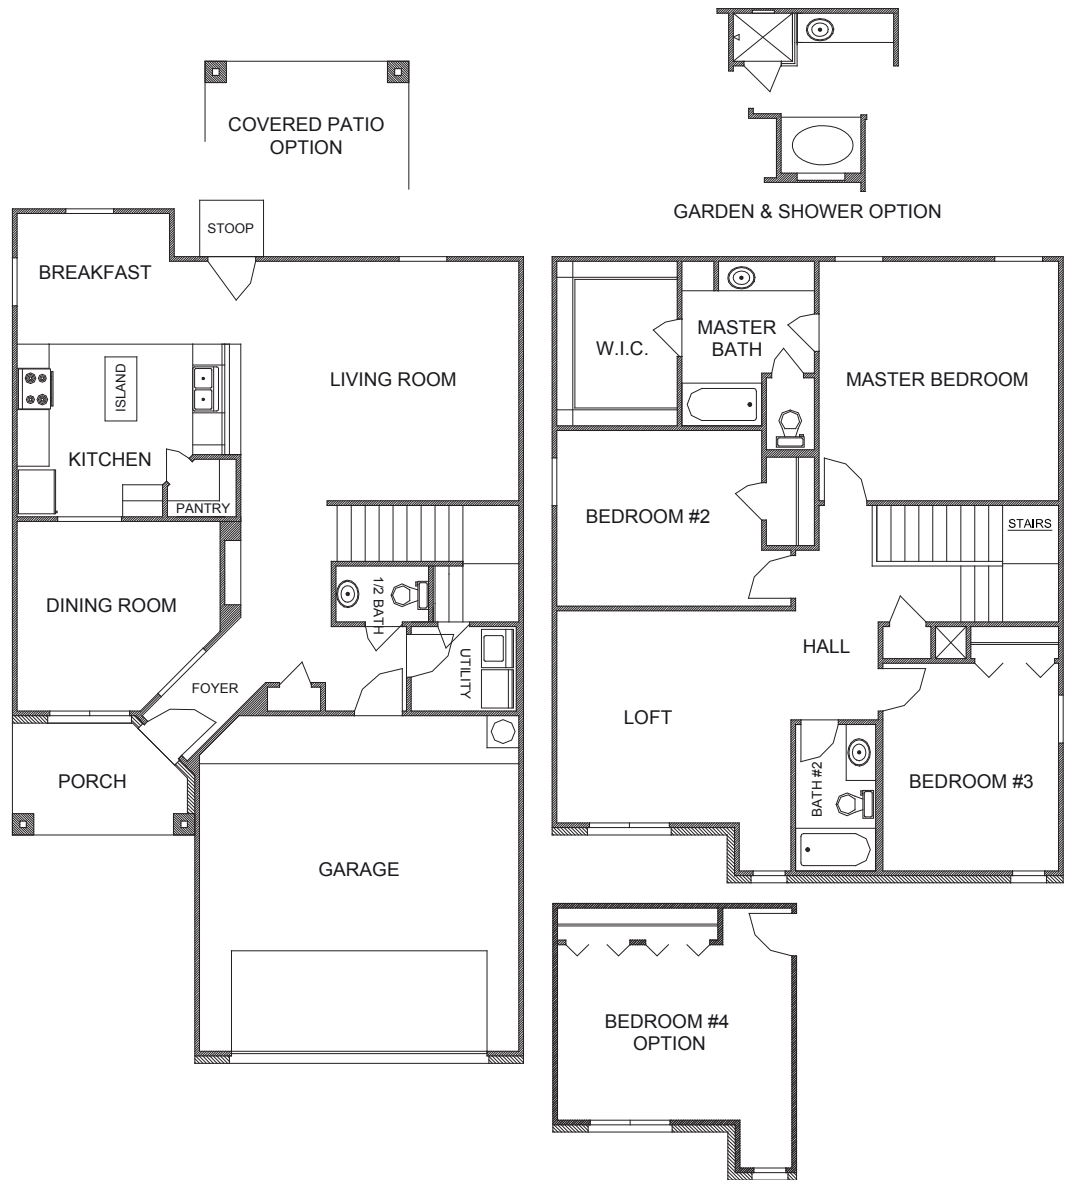 COVERED PATIO
OPTION
GARDEN & SHOWER OPTION
STOOP
BREAKFAST
ISLAND
LIVING ROOM
KITCHEN
PANTRY
DINING ROOM
1/2 BATH
UTILITY
FOYER
PORCH
GARAGE
W.I.C.
MASTER
BATH
MASTER BEDROOM
BEDROOM #2
STAIRS
HALL
LOFT
BATH #2
BEDROOM #3
BEDROOM #4
OPTION